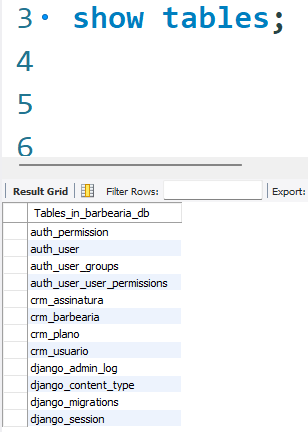 3 show tables;
4
5
6
Result Grid Filter Rows: Export:
Tables_in_barbearia_db
auth_permission
auth_user
auth_user_groups
auth_user_user_permissions
crm_assinatura
crm_barbearia
crm_plano
crm_usuario
django_admin_log
django_content_type
django_migrations
django_session